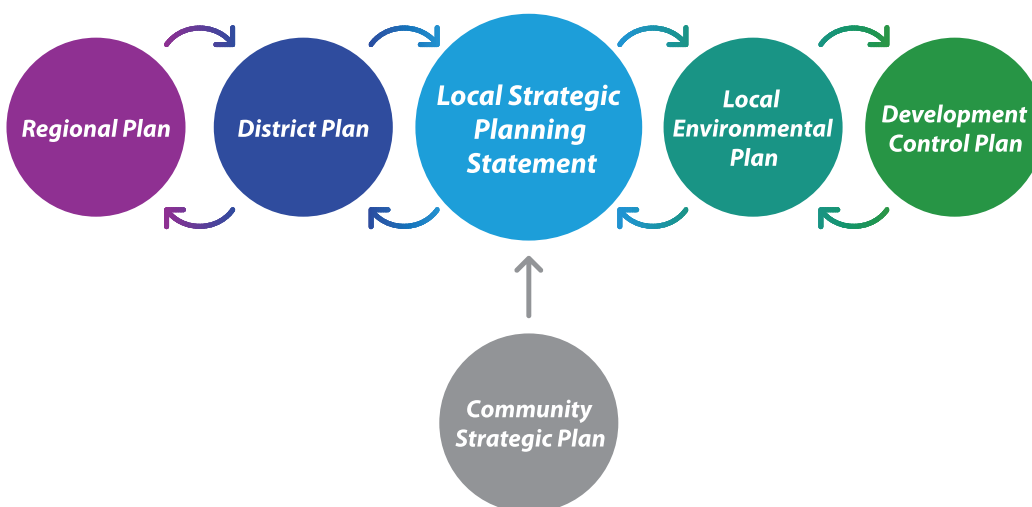 Regional Plan
District Plan
Local Strategic
Planning
Statement
Local
Environmental
Plan
Development
Control Plan
Community
Strategic Plan